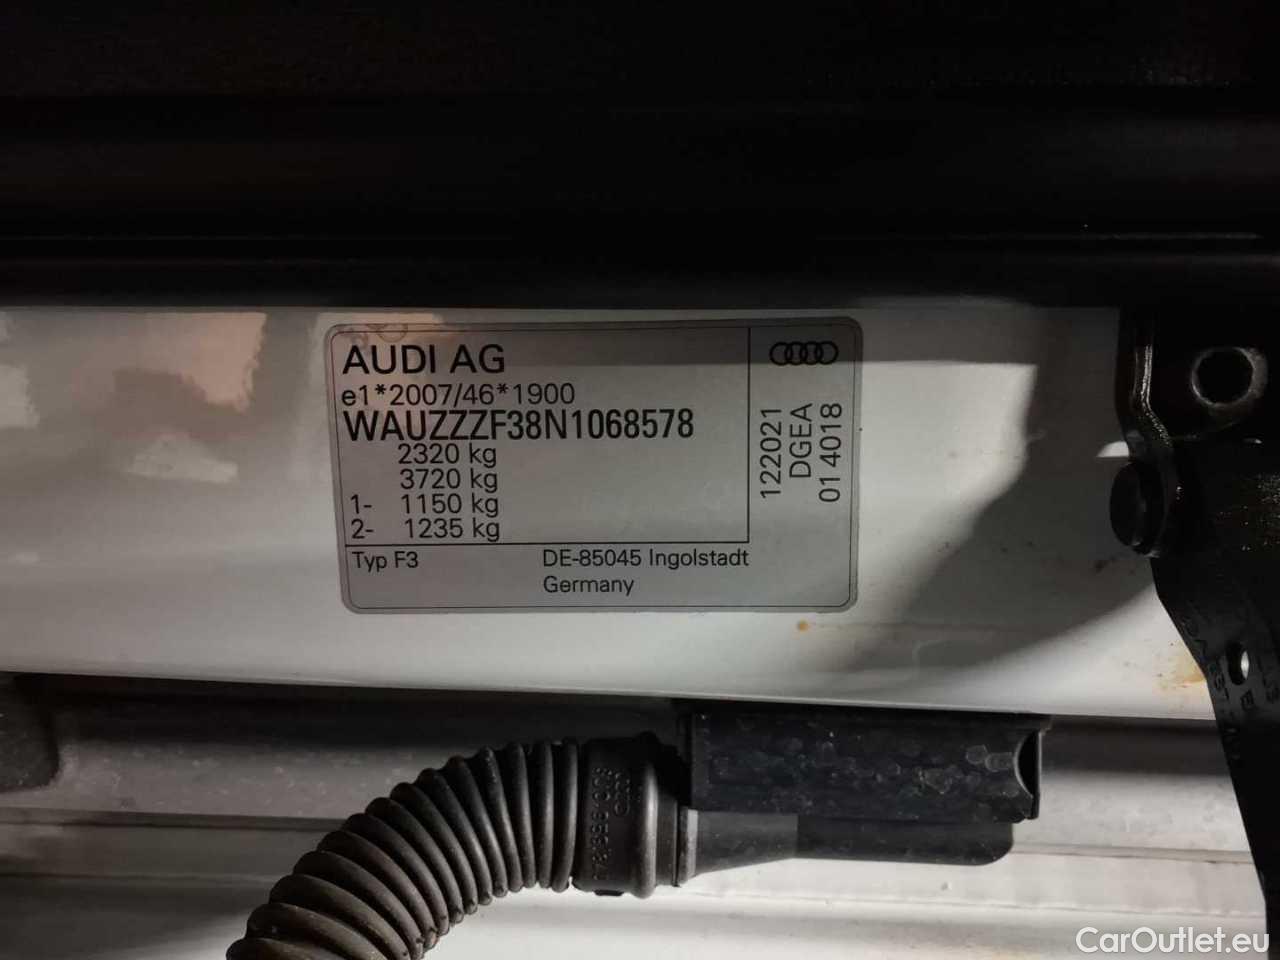 AUDI AG
e1*2007/46*1900
WAUZZZF38N1068578
2320 kg
3720 kg
1- 1150 kg
2- 1235 kg
Typ F3
DE-85045 Ingolstadt
Germany
122021
DGEA
01 4018
CarOutlet.eu